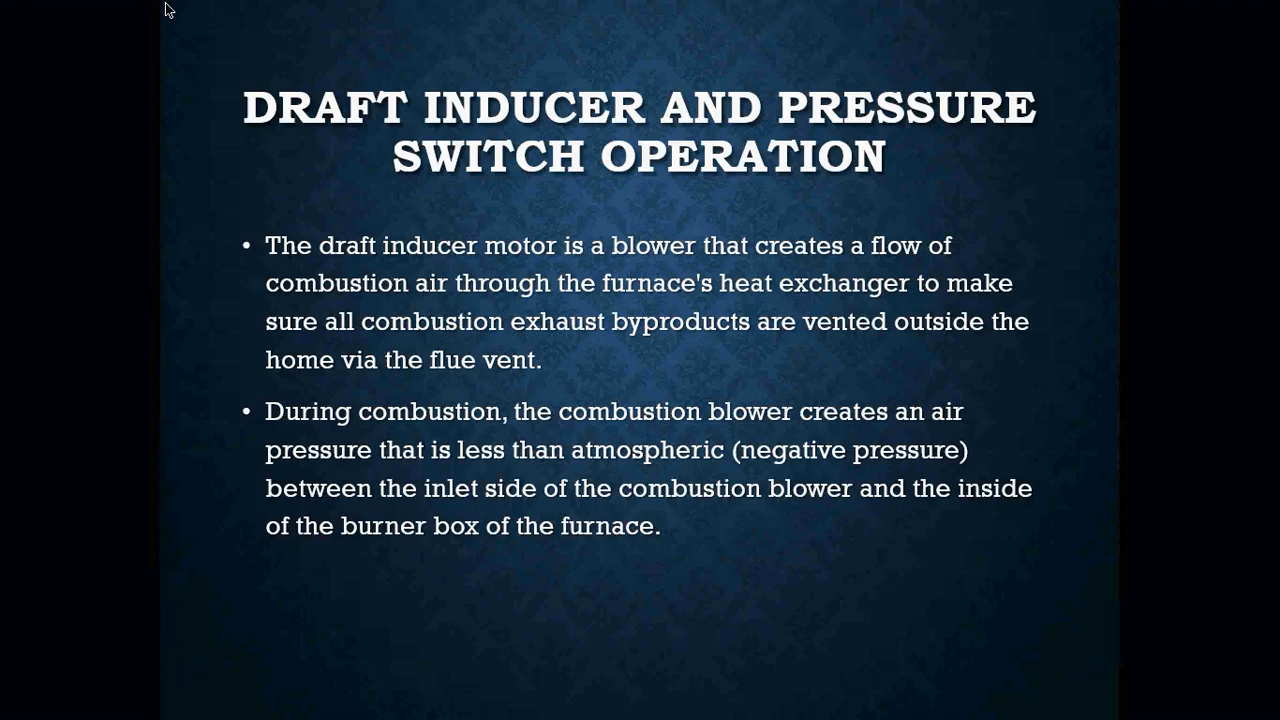 DRAFT INDUCER AND PRESSURE
SWITCH OPERATION
• The draft inducer motor is a blower that creates a flow of
combustion air through the furnace's heat exchanger to make
sure all combustion exhaust byproducts are vented outside the
home via the flue vent.
• During combustion, the combustion blower creates an air
pressure that is less than atmospheric (negative pressure)
between the inlet side of the combustion blower and the inside
of the burner box of the furnace.